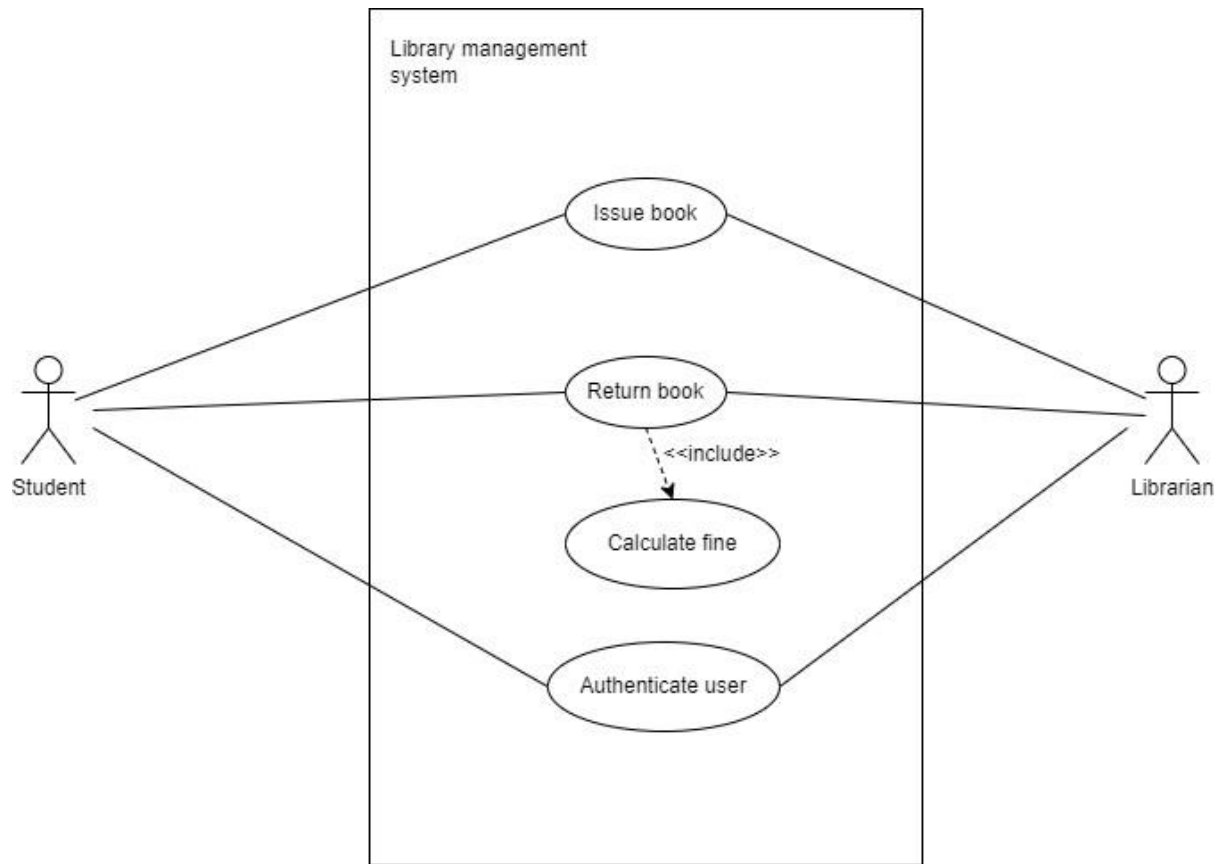 Library management
system
Issue book
Return book
<<include>>
Student
Librarian
Calculate fine
Authenticate user